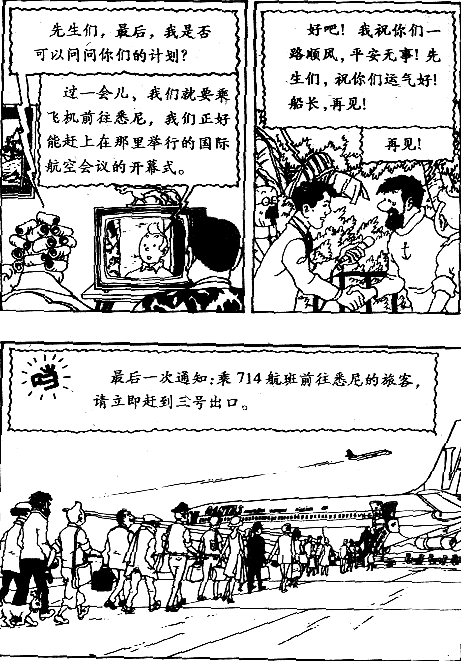 先生们，最后，我是否
可以问问你们的计划？
过一会儿，我们就要乘
飞机前往悉尼，我们正好
能赶上在那里举行的国际
航空会议的开幕式。
好吧！我祝你们一
路顺风，平安无事！先
生们，祝你们运气好！
船长，再见！
再见！
当
最后一次通知：乘714航班前往悉尼的旅客，
请立即赶到三号出口。
QANTAS